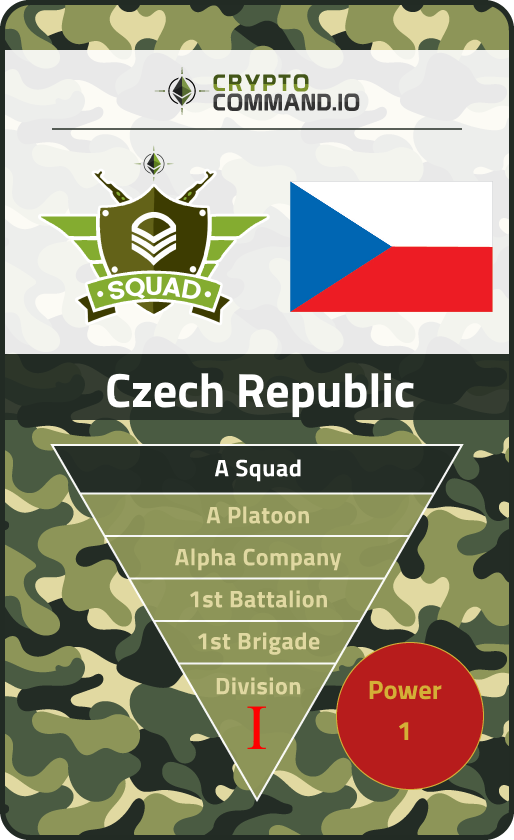 CRYPTO
COMMAND.IO
SQUAD
Czech Republic
A Squad
A Platoon
Alpha Company
1st Battalion
1st Brigade
Division
I
Power
1